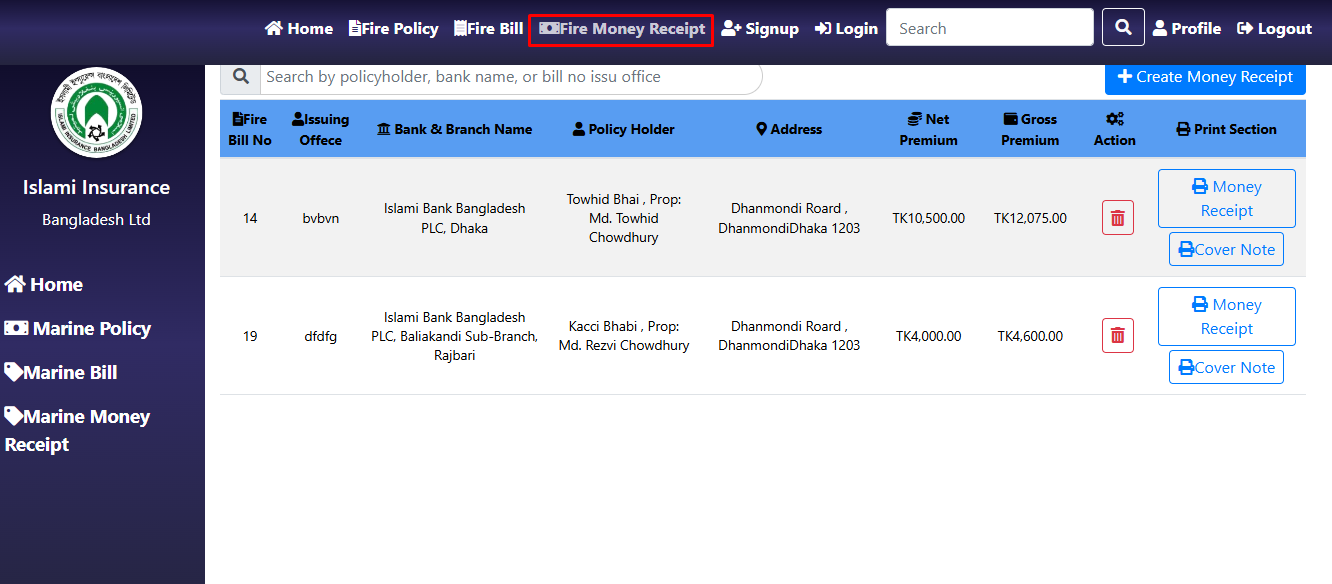 Home Fire Policy Fire Bill Fire Money Receipt Signup Login Search Profile Logout
ISLAMI INSURANCE BANGLADESH LIMITED
Islami Insurance
Bangladesh Ltd
Home
Marine Policy
Marine Bill
Marine Money
Receipt
Search by policyholder, bank name, or bill no issu office
Create Money Receipt
Fire
Bill No
Issuing
Offece
Bank & Branch Name
Policy Holder
Address
Net
Premium
Gross
Premium
Action
Print Section
14
bvbvn
Islami Bank Bangladesh
PLC, Dhaka
Towhid Bhai , Prop:
Md. Towhid
Chowdhury
Dhanmondi Roard ,
DhanmondiDhaka 1203
TK10,500.00
TK12,075.00
Money
Receipt
Cover Note
19
dfdfg
Islami Bank Bangladesh
PLC, Baliakandi Sub-Branch,
Rajbari
Kacci Bhabi , Prop:
Md. Rezvi Chowdhury
Dhanmondi Roard ,
DhanmondiDhaka 1203
TK4,000.00
TK4,600.00
Money
Receipt
Cover Note